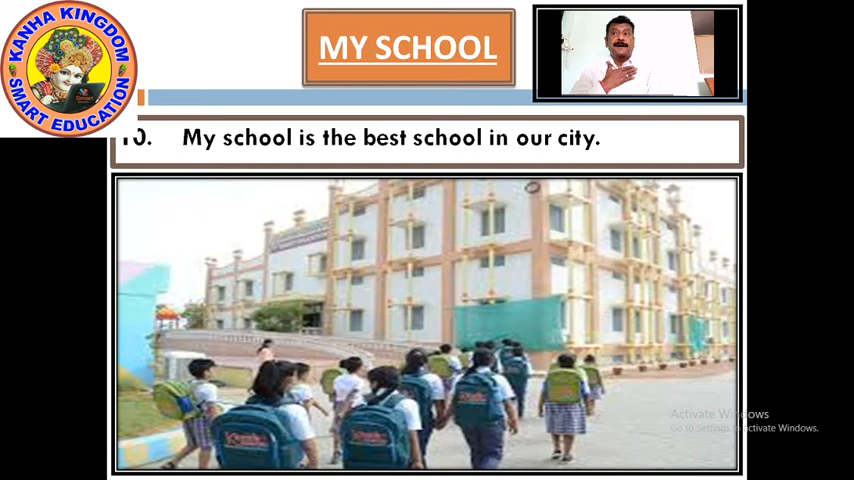 KANHA KINGDOM
SMART EDUCATION
MY SCHOOL
10. My school is the best school in our city.
Activate Windows
Go to Settings to activate Windows.